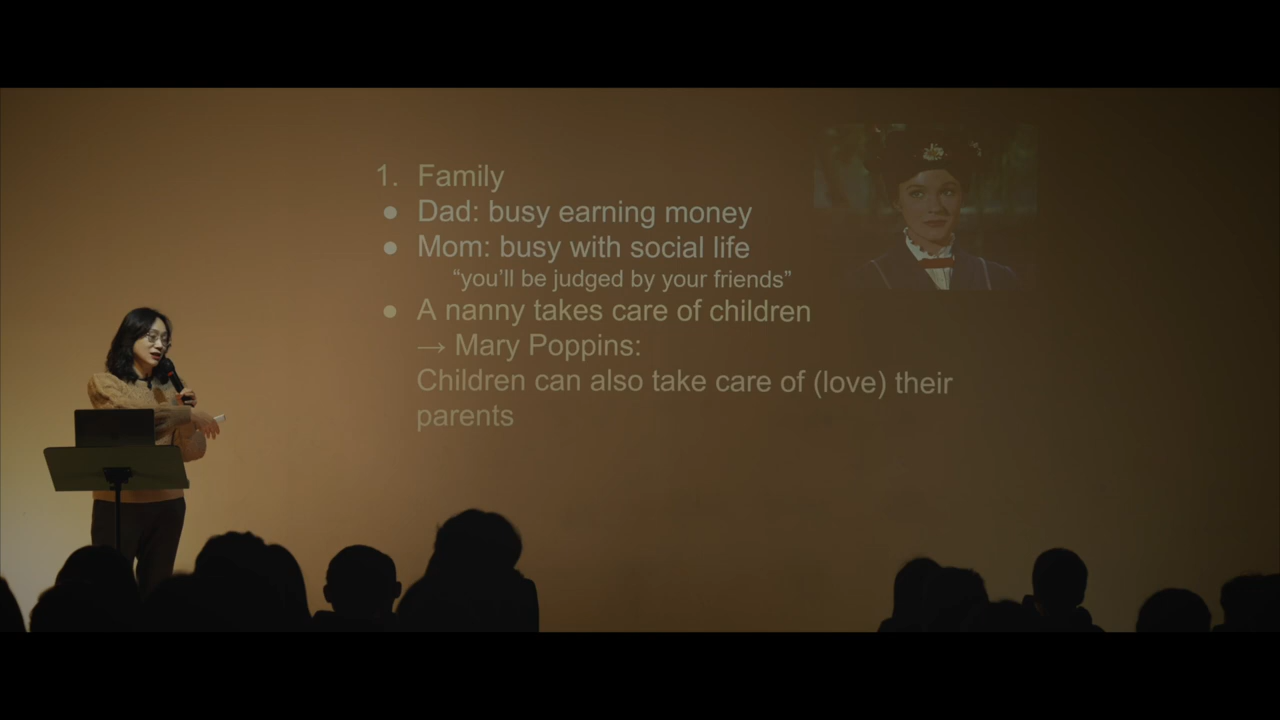 1. Family
● Dad: busy earning money
● Mom: busy with social life
“you’ll be judged by your friends”
● A nanny takes care of children
→ Mary Poppins:
Children can also take care of (love) their
parents